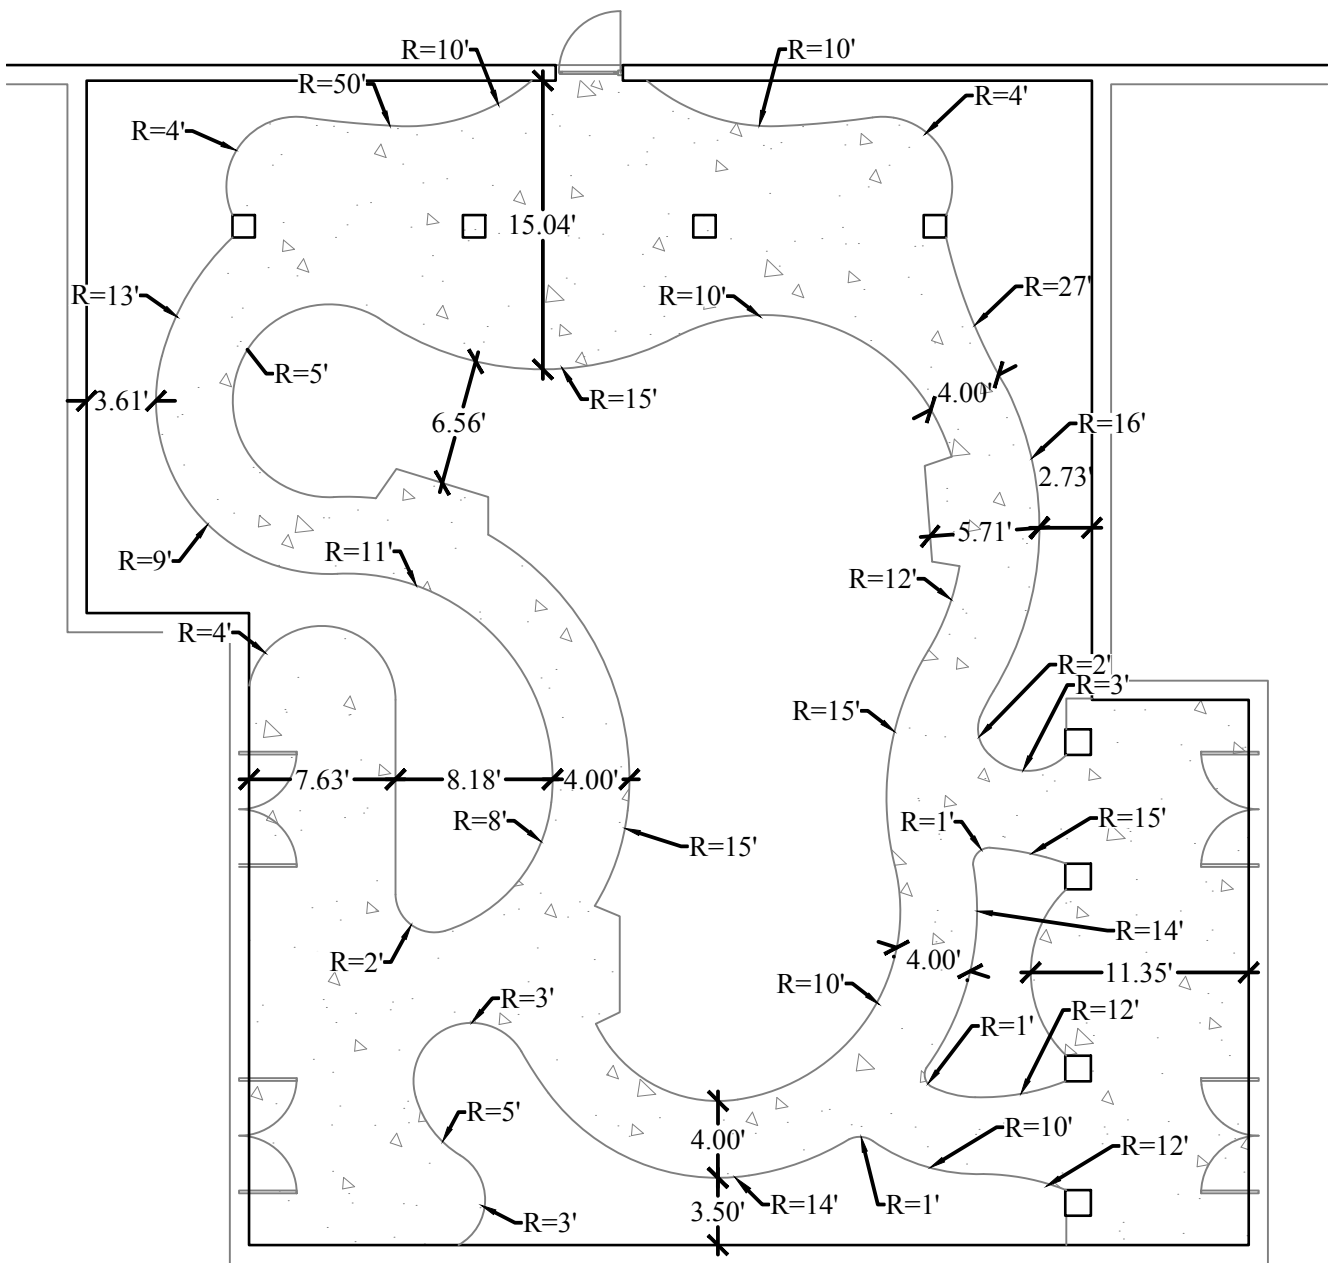 R=10'
R=10'
R=50'
R=4'
R=4'
15.04'
R=27'
R=13'
R=10'
R=5'
4.00'
3.61'
R=15'
6.56'
R=16'
2.73'
5.71'
R=11'
R=9'
R=12'
R=4'
R=2'
R=3'
R=15'
7.63'
8.18'
4.00'
R=8'
R=1'
R=15'
R=15'
R=14'
R=2'
4.00'
11.35'
R=10'
R=3'
R=12'
R=1'
R=5'
4.00'
R=10'
R=12'
R=14'
R=1'
3.50'
R=3'